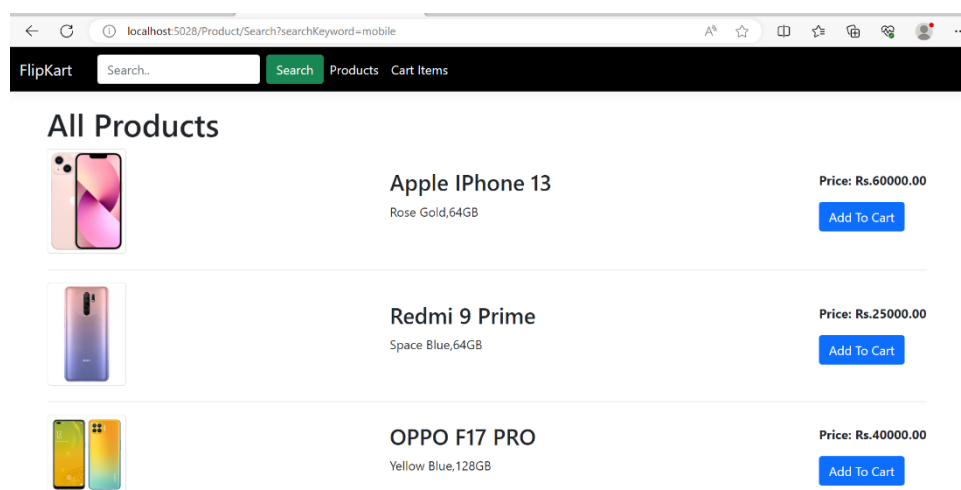 localhost:5028/Product/Search?searchKeyword=mobile
FlipKart Search.. Search Products Cart Items
All Products
Apple IPhone 13
Rose Gold,64GB
Price: Rs.60000.00
Add To Cart
Redmi 9 Prime
Space Blue,64GB
Price: Rs.25000.00
Add To Cart
OPPO F17 PRO
Yellow Blue,128GB
Price: Rs.40000.00
Add To Cart